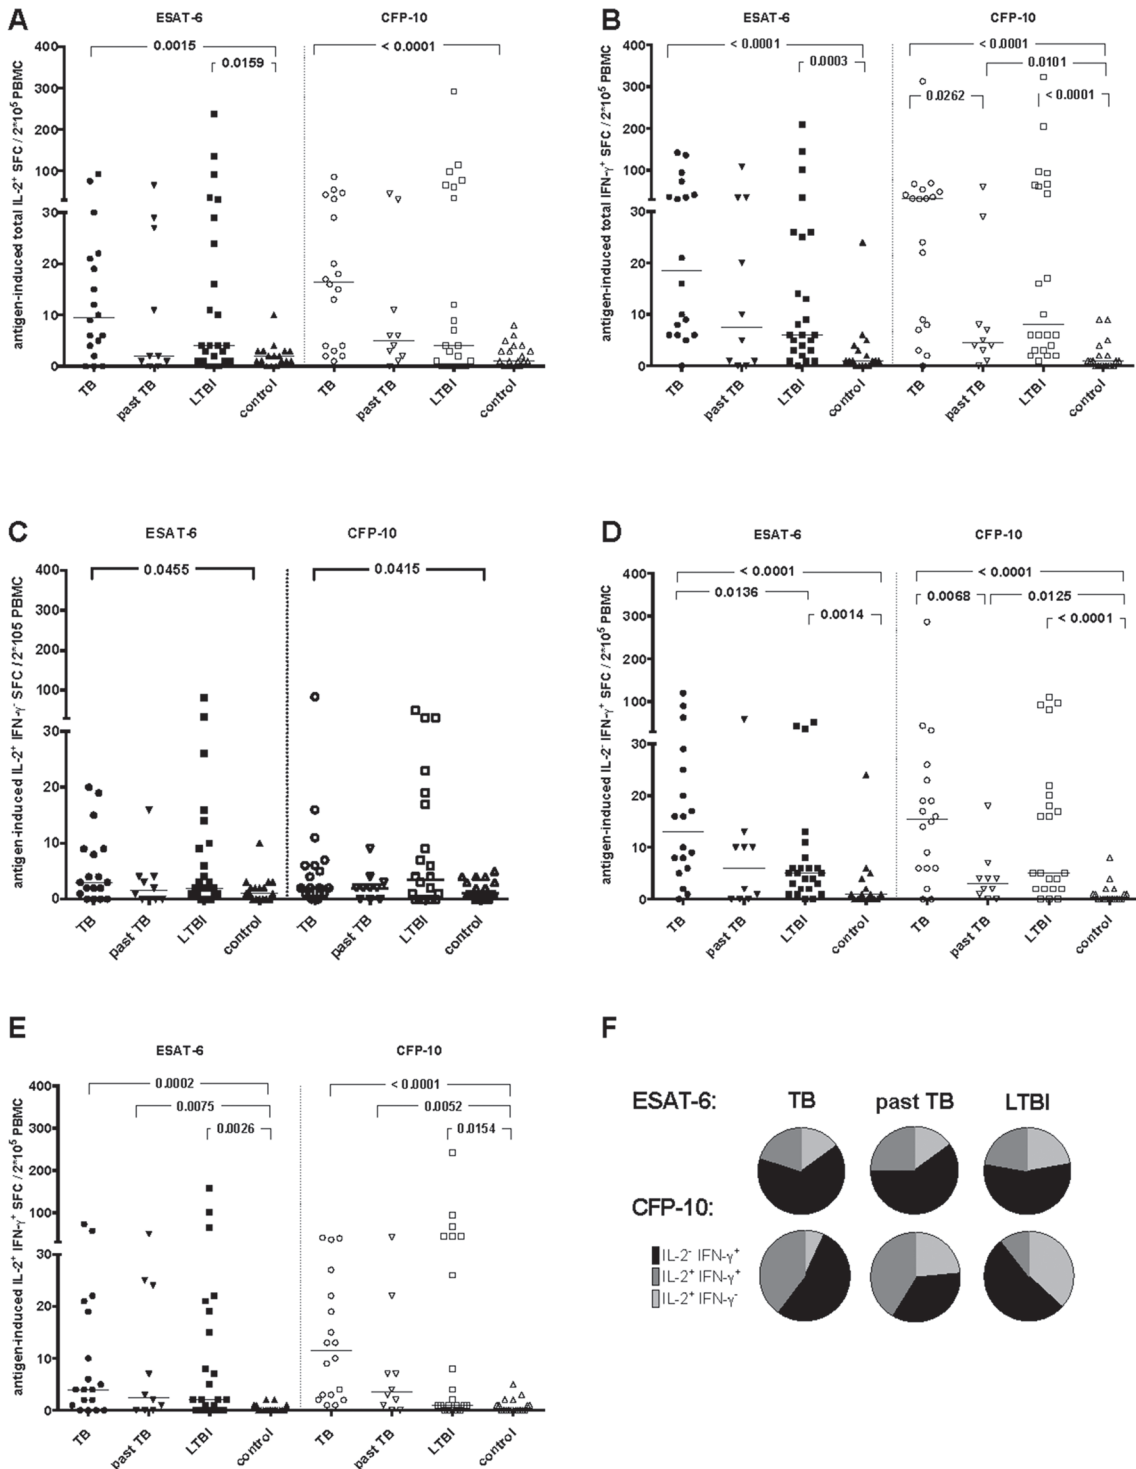 A
ESAT-6
CFP-10
antigen-induced total IL-2⁺ SFC / 2*10⁵ PBMC
400
300
200
100
30
20
10
0
0.0015
< 0.0001
0.0159
TB
past TB
LTBI
control
TB
past TB
LTBI
control
B
ESAT-6
CFP-10
antigen-induced total IFN-γ⁺ SFC / 2*10⁵ PBMC
400
300
200
100
30
20
10
0
< 0.0001
< 0.0001
0.0003
0.0101
0.0262
< 0.0001
TB
past TB
LTBI
control
TB
past TB
LTBI
control
C
ESAT-6
CFP-10
antigen-induced IL-2⁺ IFN-γ⁻ SFC / 2*105 PBMC
400
300
200
100
30
20
10
0
0.0455
0.0415
TB
past TB
LTBI
control
TB
past TB
LTBI
control
D
ESAT-6
CFP-10
antigen-induced IL-2⁻ IFN-γ⁺ SFC / 2*10⁵ PBMC
400
300
200
100
30
20
10
0
< 0.0001
< 0.0001
0.0136
0.0068
0.0125
0.0014
< 0.0001
TB
past TB
LTBI
control
TB
past TB
LTBI
control
E
ESAT-6
CFP-10
antigen-induced IL-2⁺ IFN-γ⁺ SFC / 2*10⁵ PBMC
400
300
200
100
30
20
10
0
0.0002
< 0.0001
0.0075
0.0052
0.0026
0.0154
TB
past TB
LTBI
control
TB
past TB
LTBI
control
F
ESAT-6: TB past TB LTBI
CFP-10:
IL-2⁻ IFN-γ⁺
IL-2⁺ IFN-γ⁺
IL-2⁺ IFN-γ⁻